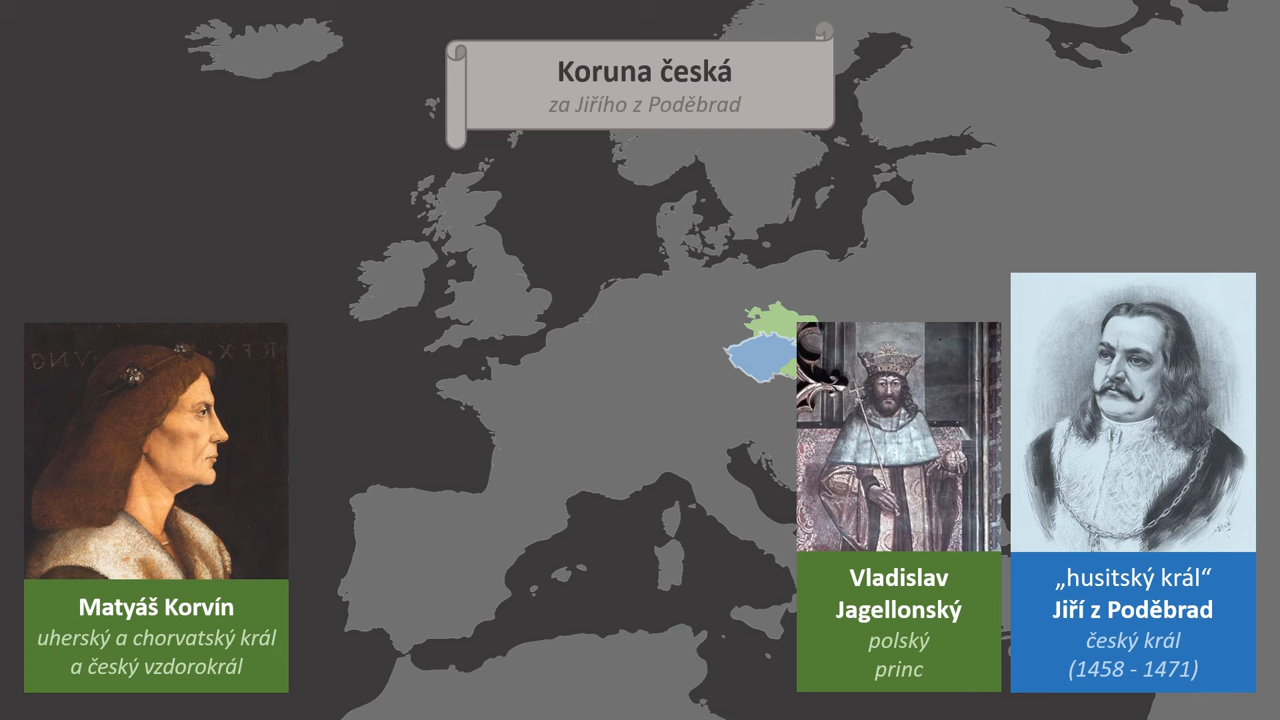 Koruna česká
za Jiřího z Poděbrad
Matyáš Korvín
uherský a chorvatský král
a český vzdorokrál
Vladislav
Jagellonský
polský
princ
„husitský král“
Jiří z Poděbrad
český král
(1458 - 1471)